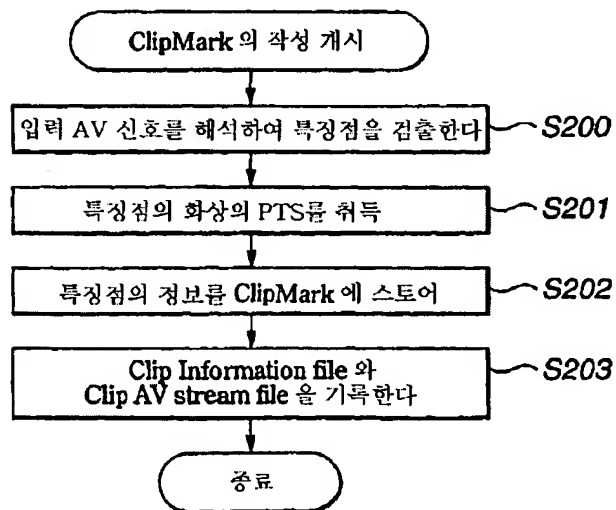 ClipMark 의 작성 개시
입력 AV 신호를 해석하여 특징점을 검출한다
S200
특징점의 화상의 PTS를 취득
S201
특징점의 정보를 ClipMark 에 스토어
S202
Clip Information file 와
Clip AV stream file 을 기록한다
S203
종료